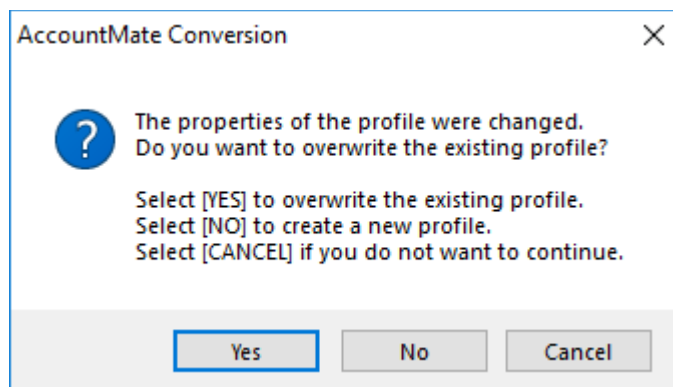 AccountMate Conversion
The properties of the profile were changed.
Do you want to overwrite the existing profile?
Select [YES] to overwrite the existing profile.
Select [NO] to create a new profile.
Select [CANCEL] if you do not want to continue.
Yes No Cancel